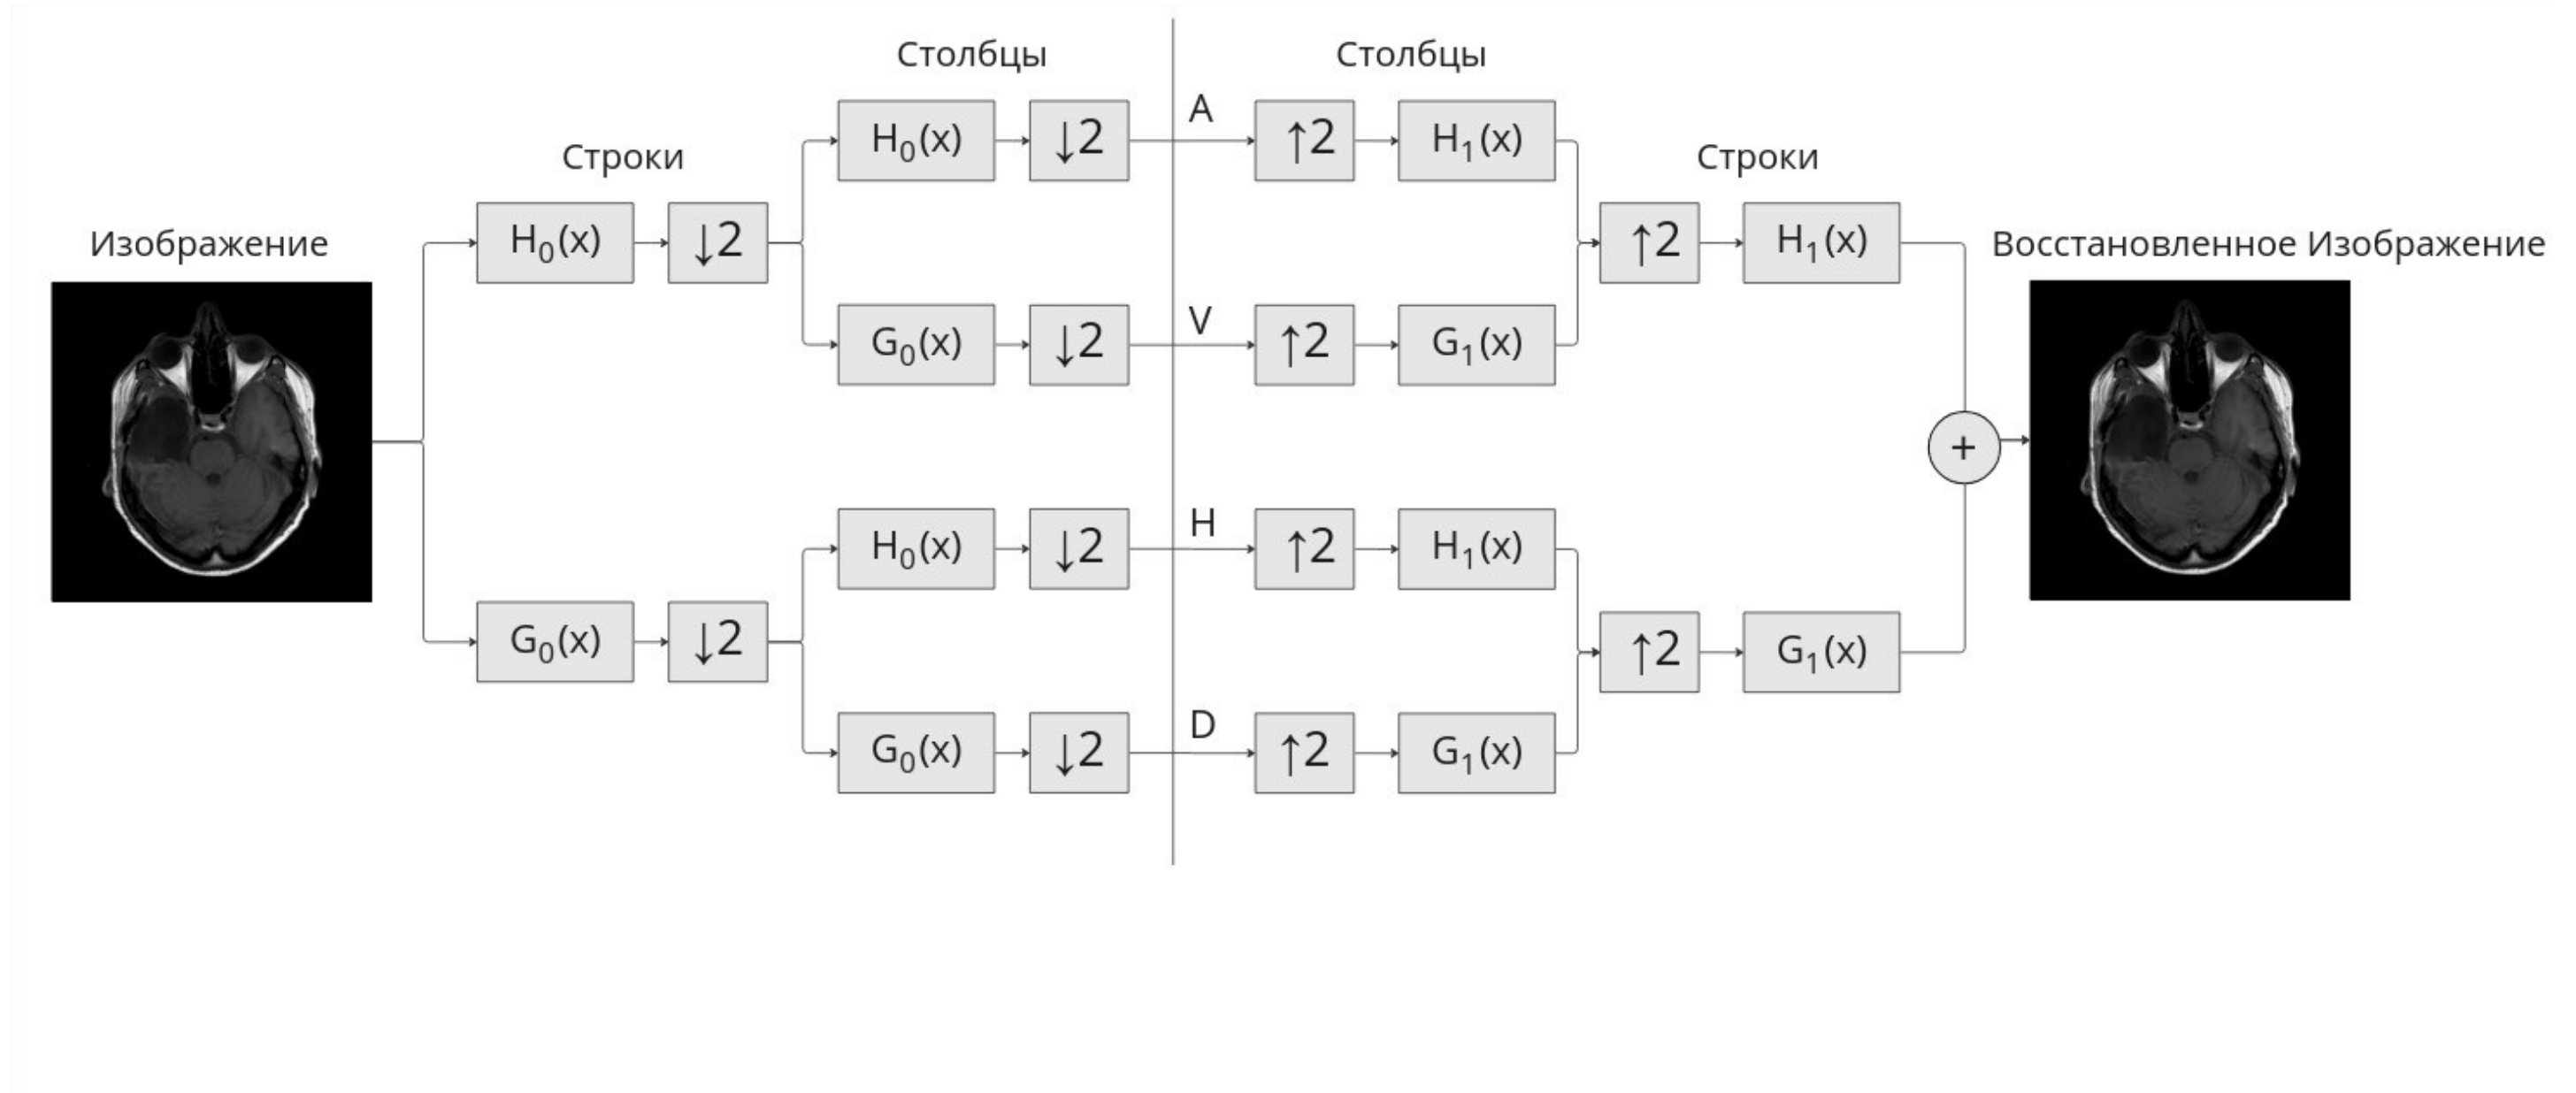 Столбцы
Столбцы
Строки
Строки
Изображение
Восстановленное Изображение
H₀(x)
↓2
A
↑2
H₁(x)
H₀(x)
↓2
↑2
H₁(x)
G₀(x)
↓2
V
↑2
G₁(x)
+
H₀(x)
↓2
H
↑2
H₁(x)
G₀(x)
↓2
↑2
G₁(x)
G₀(x)
↓2
D
↑2
G₁(x)